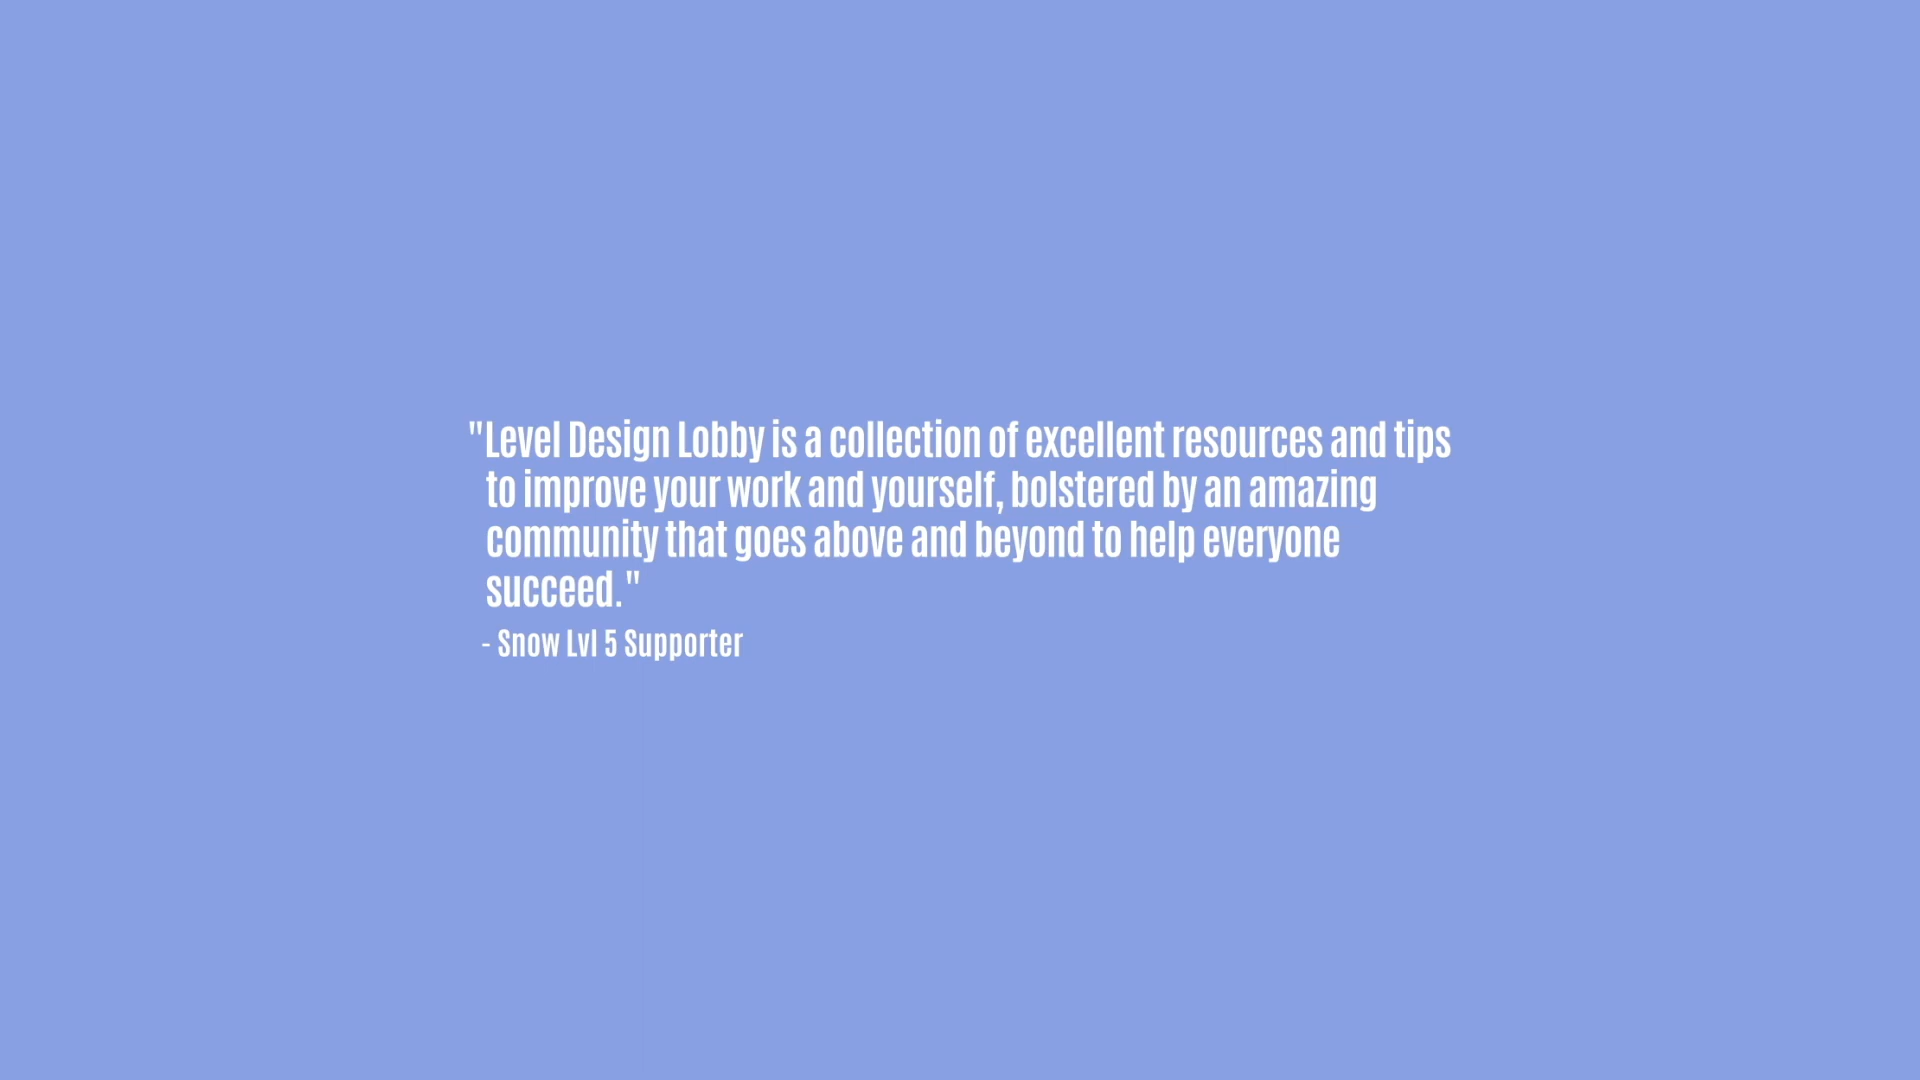 "Level Design Lobby is a collection of excellent resources and tips
to improve your work and yourself, bolstered by an amazing
community that goes above and beyond to help everyone
succeed."
- Snow Lvl 5 Supporter